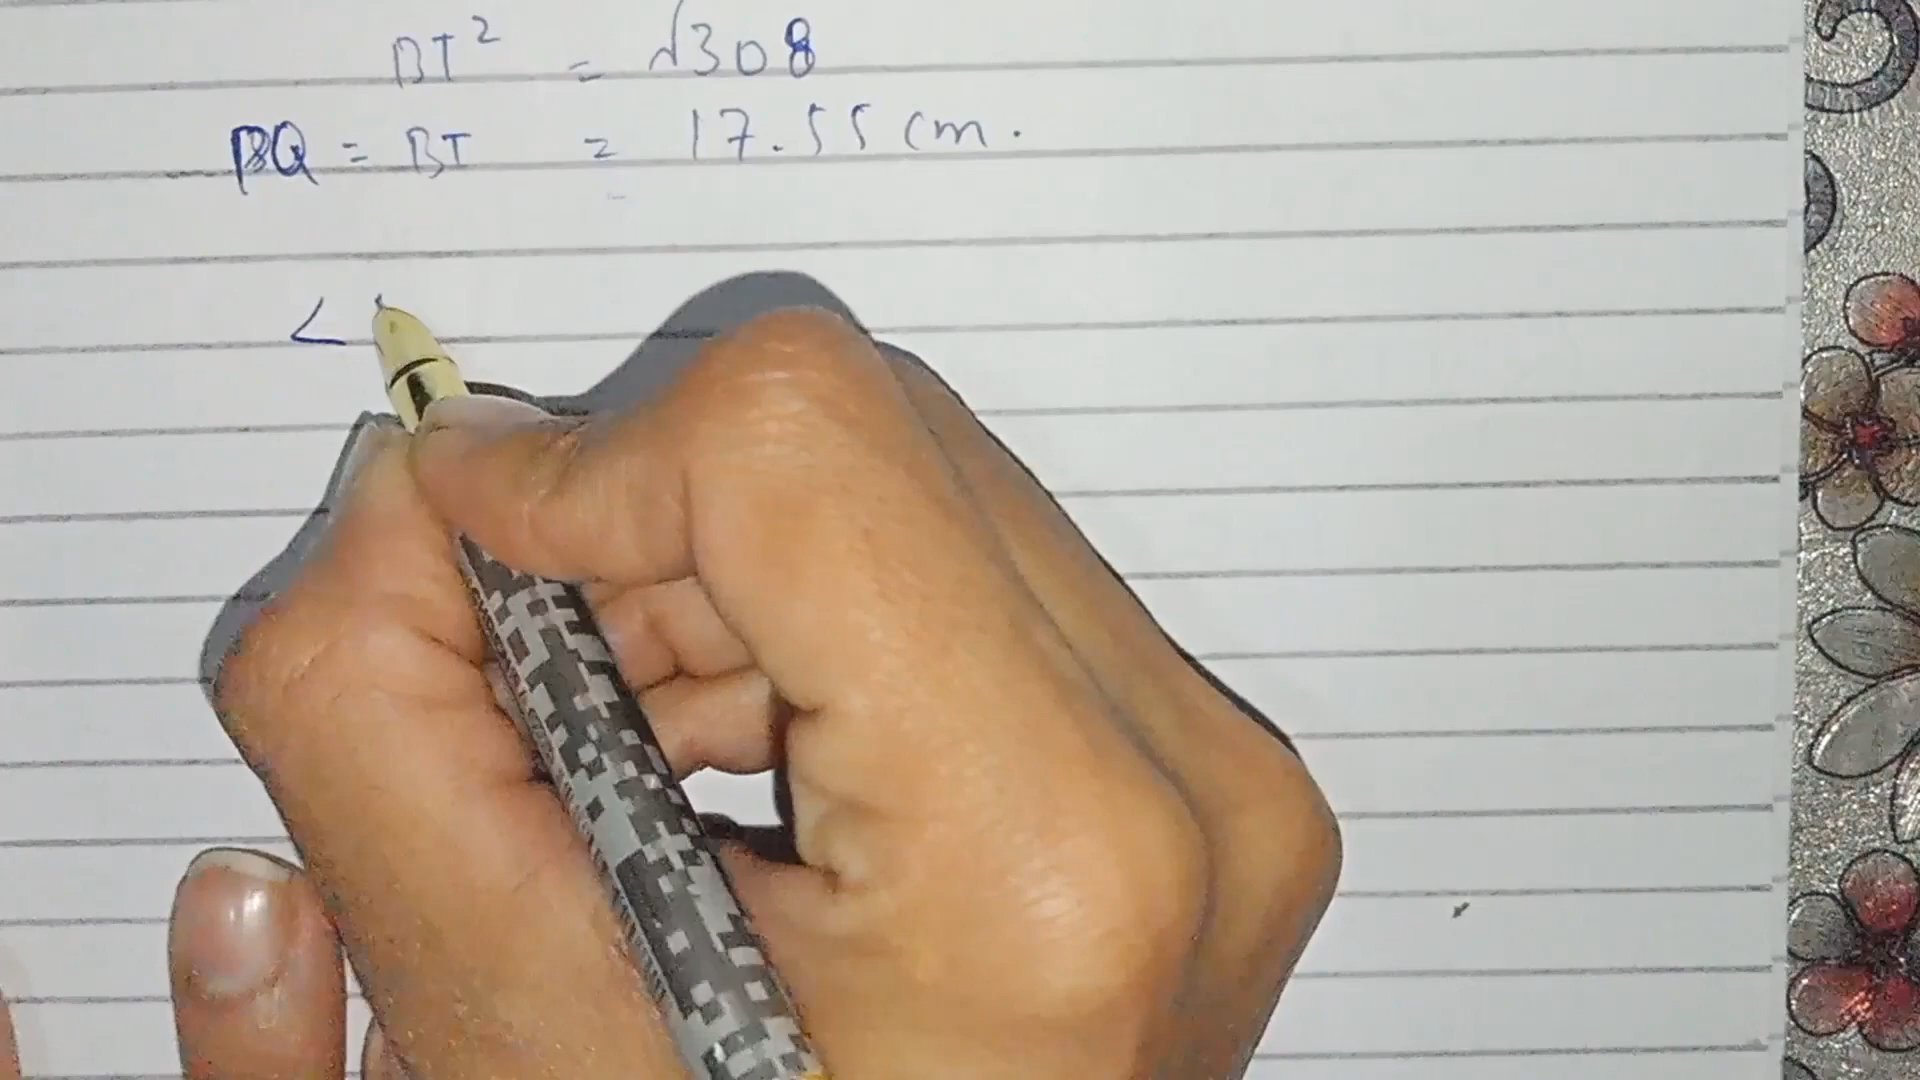 BT² = √308
BQ = BT = 17.55 cm.
<